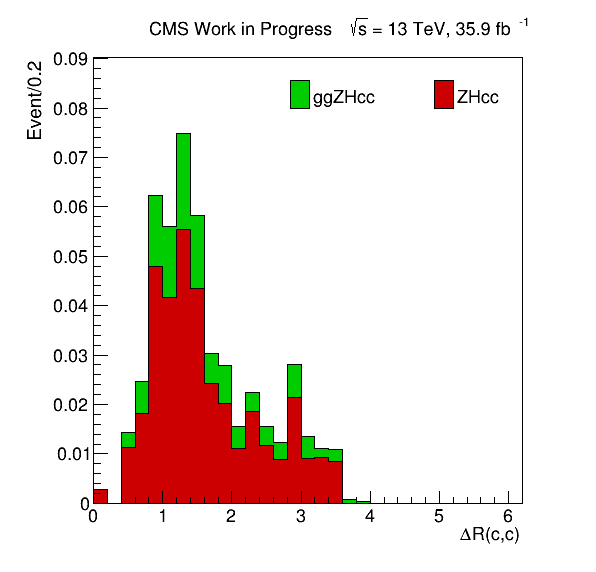 CMS Work in Progress √s = 13 TeV, 35.9 fb⁻¹
Event/0.2
ggZHcc ZHcc
0.09
0.08
0.07
0.06
0.05
0.04
0.03
0.02
0.01
0
0 1 2 3 4 5 6
ΔR(c,c)